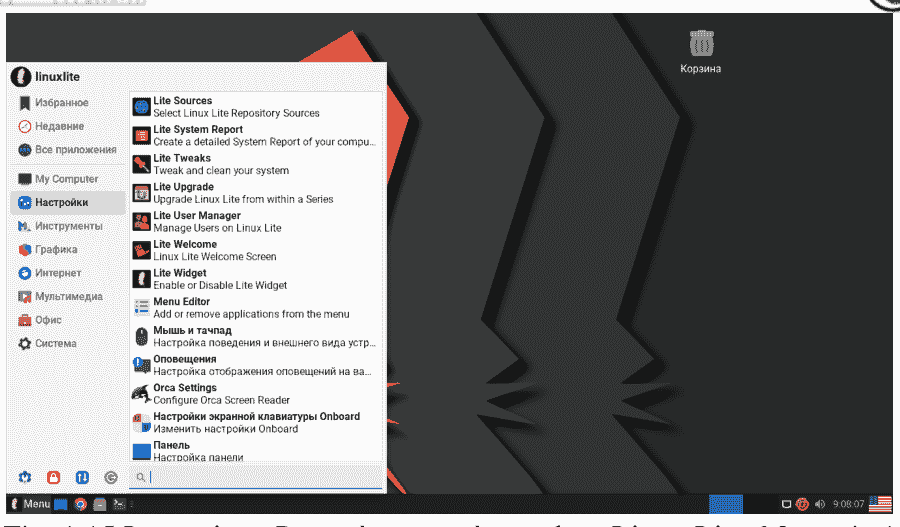 Корзина
linuxlite
Избранное
Недавние
Все приложения
My Computer
Настройки
Инструменты
Графика
Интернет
Мультимедиа
Офис
Система
Lite Sources
Select Linux Lite Repository Sources
Lite System Report
Create a detailed System Report of your compu...
Lite Tweaks
Tweak and clean your system
Lite Upgrade
Upgrade Linux Lite from within a Series
Lite User Manager
Manage Users on Linux Lite
Lite Welcome
Linux Lite Welcome Screen
Lite Widget
Enable or Disable Lite Widget
Menu Editor
Add or remove applications from the menu
Мышь и тачпад
Настройка поведения и внешнего вида устр...
Оповещения
Настройка отображения оповещений на ва...
Orca Settings
Configure Orca Screen Reader
Настройки экранной клавиатуры Onboard
Изменить настройки Onboard
Панель
Настройка панели
Menu
9:08:07